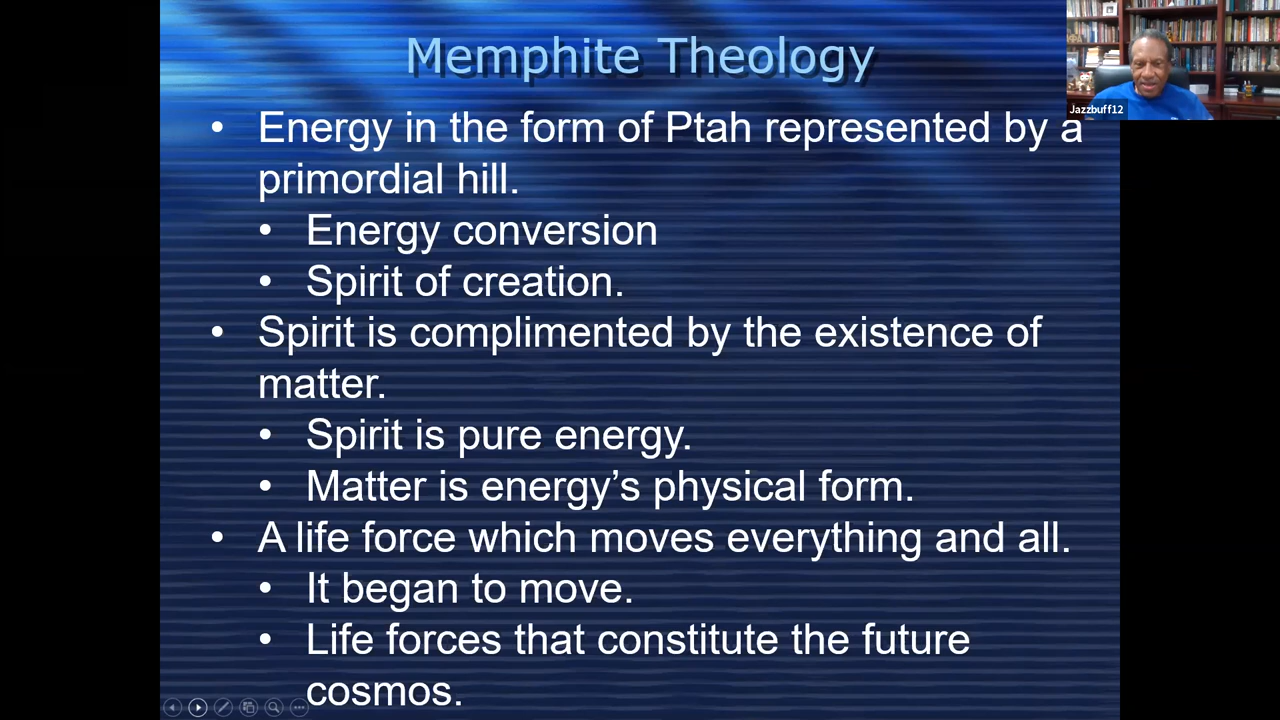 Memphite Theology
Jazzbuff12
• Energy in the form of Ptah represented by a
primordial hill.
• Energy conversion
• Spirit of creation.
• Spirit is complimented by the existence of
matter.
• Spirit is pure energy.
• Matter is energy’s physical form.
• A life force which moves everything and all.
• It began to move.
• Life forces that constitute the future
cosmos.